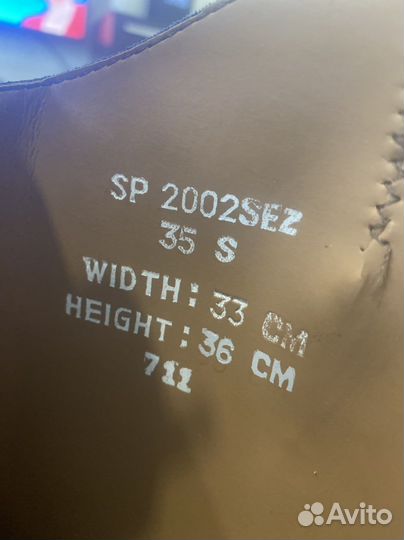 SP 2002SEZ
35 S
WIDTH: 33 CM
HEIGHT: 36 CM
711
Avito